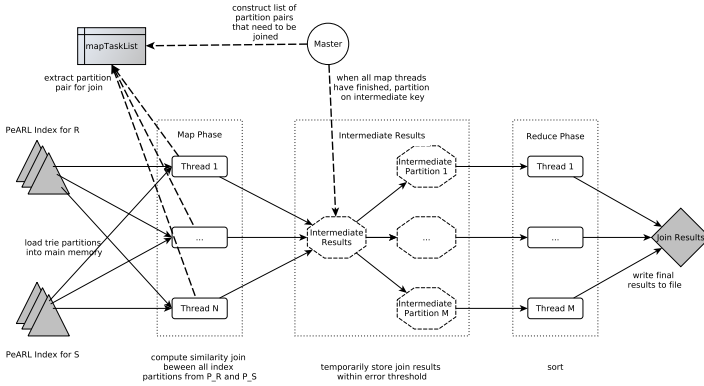 construct list of
partition pairs
that need to be
joined
mapTaskList
Master
extract partition
pair for join
when all map threads
have finished, partition
on intermediate key
PeARL Index for R
Map Phase
Intermediate Results
Reduce Phase
Thread 1
Intermediate
Partition 1
Thread 1
load trie partitions
into main memory
...
Intermediate
Results
...
...
Join Results
Thread N
Intermediate
Partition M
Thread M
write final
results to file
PeARL Index for S
compute similarity join
beween all index
partitions from P_R and P_S
temporarily store join results
within error threshold
sort